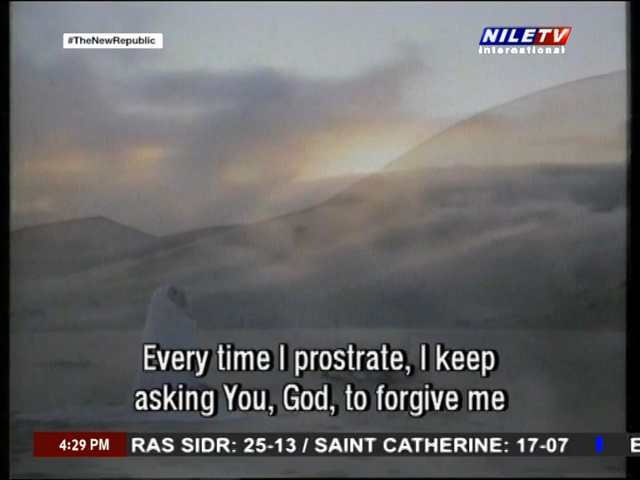 #TheNewRepublic
NILETV
International
Every time I prostrate, I keep
asking You, God, to forgive me
4:29 PM RAS SIDR: 25-13 / SAINT CATHERINE: 17-07 E